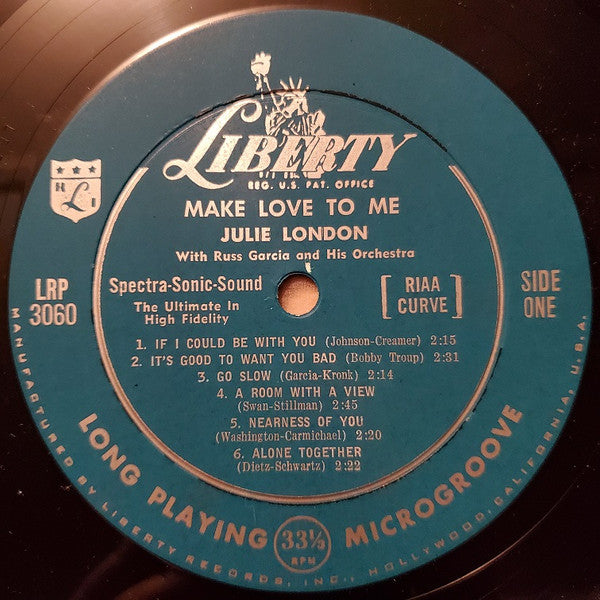 LIBERTY
REG. U.S. PAT. OFFICE
MAKE LOVE TO ME
JULIE LONDON
With Russ Garcia and His Orchestra
LRP
3060
Spectra-Sonic-Sound
The Ultimate In
High Fidelity
[ RIAA
CURVE ]
SIDE
ONE
1. IF I COULD BE WITH YOU (Johnson-Creamer) 2:15
2. IT'S GOOD TO WANT YOU BAD (Bobby Troup) 2:31
3. GO SLOW (Garcia-Kronk) 2:14
4. A ROOM WITH A VIEW
(Swan-Stillman) 2:45
5. NEARNESS OF YOU
(Washington-Carmichael) 2:20
6. ALONE TOGETHER
(Dietz-Schwartz) 2:22
LONG PLAYING 33⅓ RPM MICROGROOVE
MANUFACTURED BY LIBERTY RECORDS, INC., HOLLYWOOD, CALIFORNIA, U.S.A.